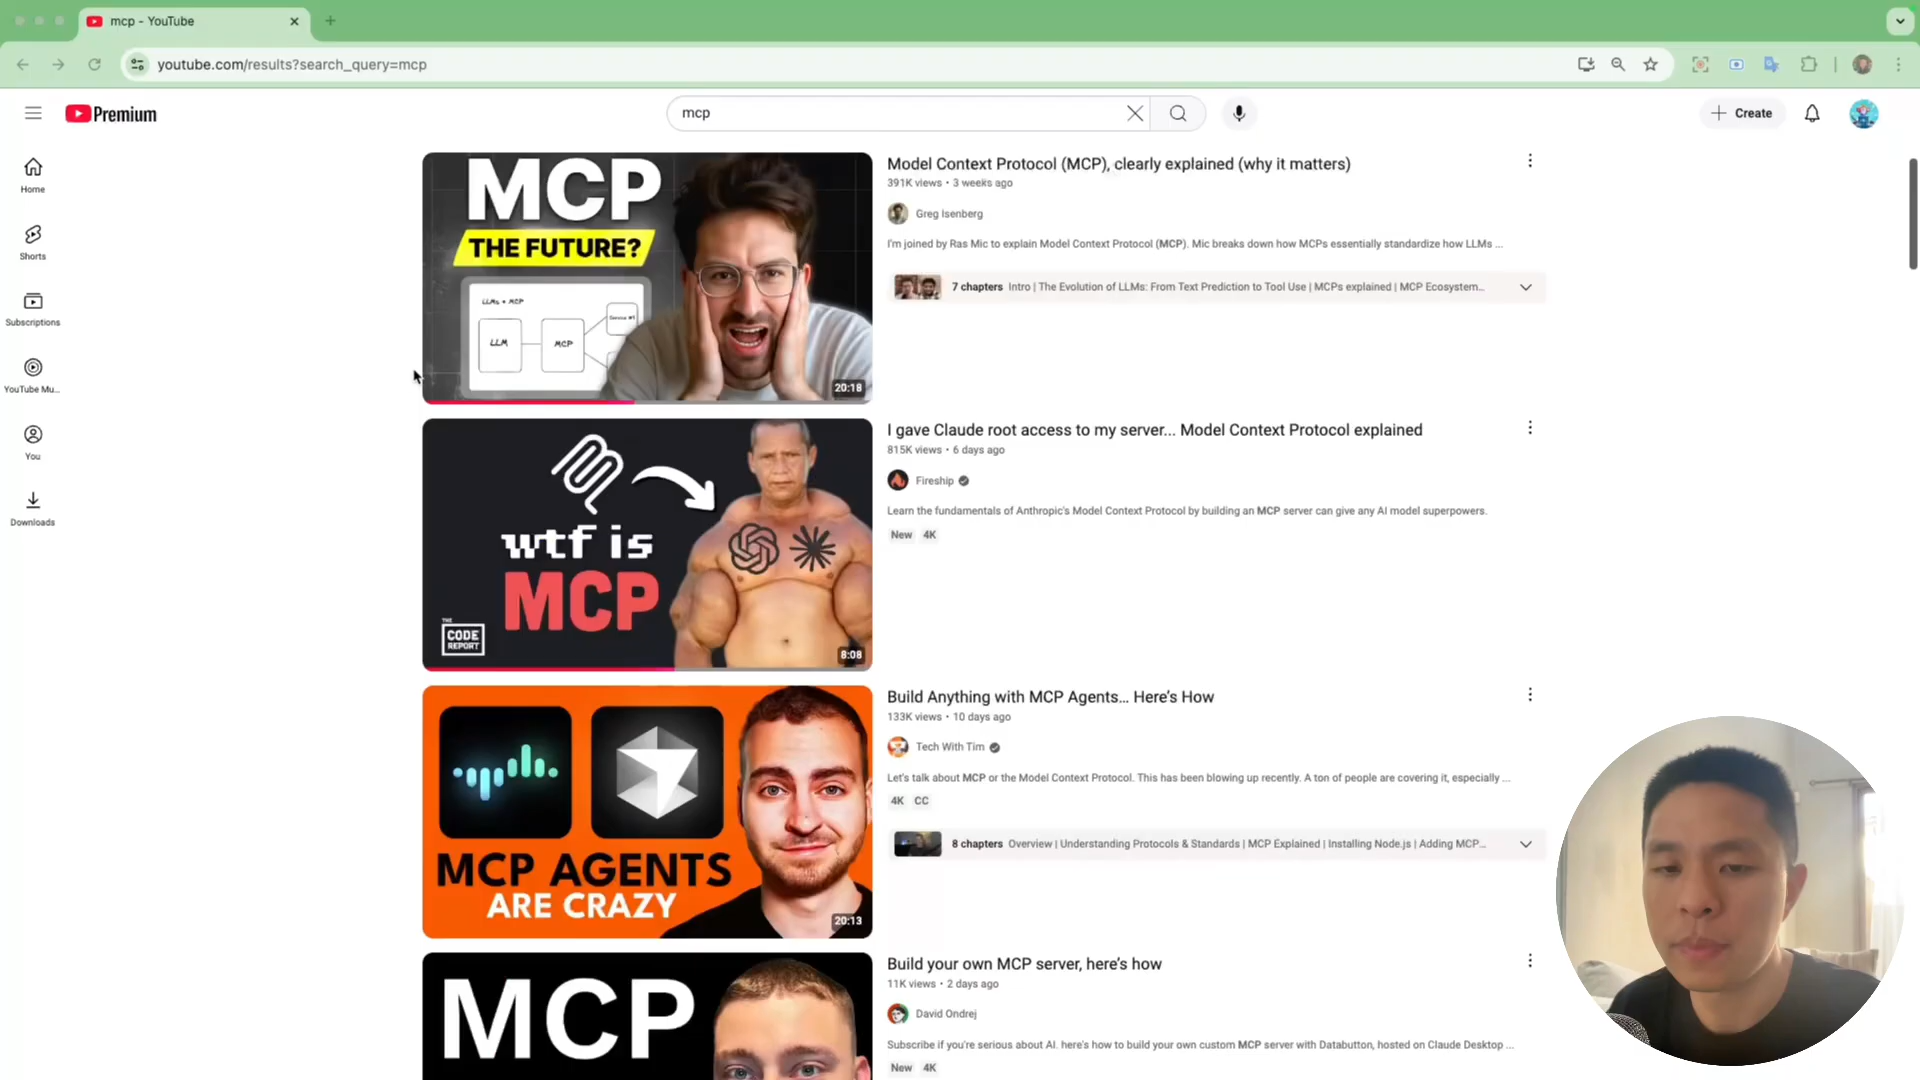 mcp - YouTube
youtube.com/results?search_query=mcp
Premium
mcp
Create
Home
Shorts
Subscriptions
YouTube Mu...
You
Downloads
MCP
THE FUTURE?
LLMs + MCP
LLM
MCP
Service #1
20:18
Model Context Protocol (MCP), clearly explained (why it matters)
391K views • 3 weeks ago
Greg Isenberg
I'm joined by Ras Mic to explain Model Context Protocol (MCP). Mic breaks down how MCPs essentially standardize how LLMs ...
7 chapters Intro | The Evolution of LLMs: From Text Prediction to Tool Use | MCPs explained | MCP Ecosystem...
wtf is
MCP
THE
CODE
REPORT
8:08
I gave Claude root access to my server... Model Context Protocol explained
815K views • 6 days ago
Fireship
Learn the fundamentals of Anthropic's Model Context Protocol by building an MCP server can give any AI model superpowers.
New 4K
MCP AGENTS
ARE CRAZY
20:13
Build Anything with MCP Agents… Here’s How
133K views • 10 days ago
Tech With Tim
Let's talk about MCP or the Model Context Protocol. This has been blowing up recently. A ton of people are covering it, especially ...
4K CC
8 chapters Overview | Understanding Protocols & Standards | MCP Explained | Installing Node.js | Adding MCP...
MCP
Build your own MCP server, here’s how
11K views • 2 days ago
David Ondrej
Subscribe if you're serious about AI. here's how to build your own custom MCP server with Databutton, hosted on Claude Desktop ...
New 4K